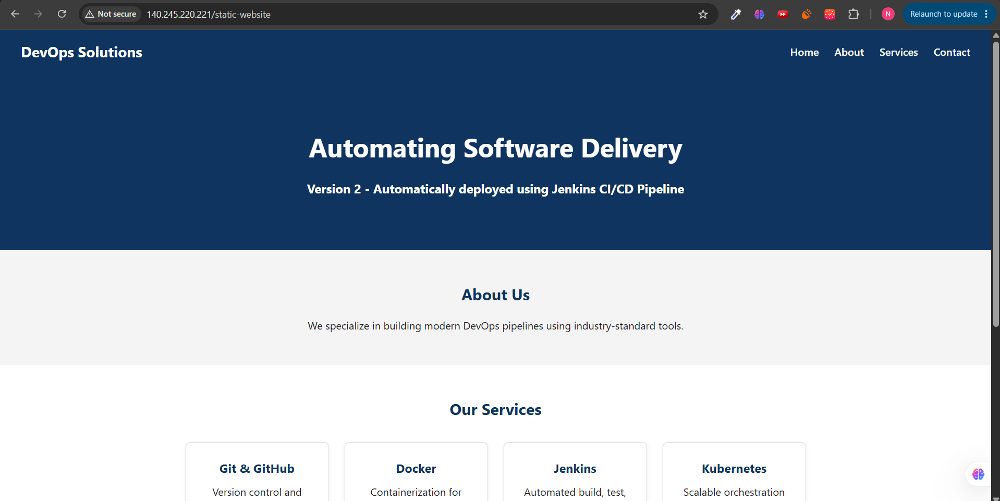 Not secure 140.245.220.221/static-website N Relaunch to update
DevOps Solutions Home About Services Contact
Automating Software Delivery
Version 2 - Automatically deployed using Jenkins CI/CD Pipeline
About Us
We specialize in building modern DevOps pipelines using industry-standard tools.
Our Services
Git & GitHub
Version control and
Docker
Containerization for
Jenkins
Automated build, test,
Kubernetes
Scalable orchestration